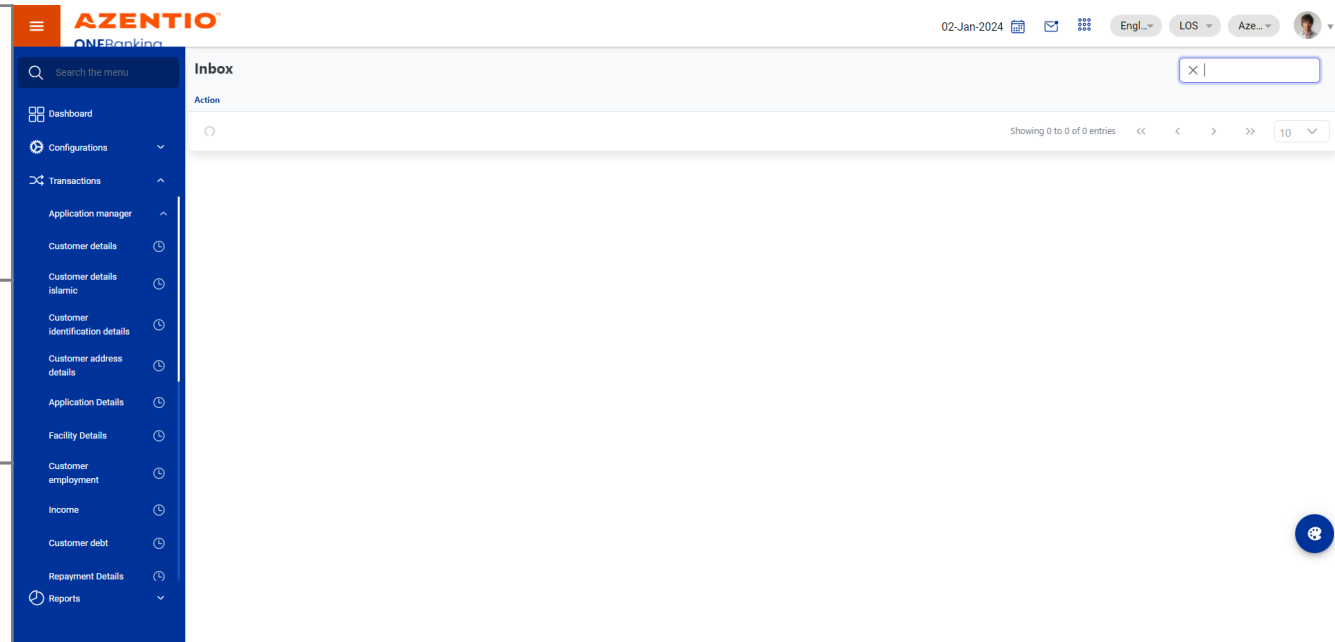 AZENTIO
ONEBanking
02-Jan-2024
Engl...
LOS
Aze...
Search the menu
Inbox
Action
Showing 0 to 0 of 0 entries
10
Dashboard
Configurations
Transactions
Application manager
Customer details
Customer details
islamic
Customer
identification details
Customer address
details
Application Details
Facility Details
Customer
employment
Income
Customer debt
Repayment Details
Reports